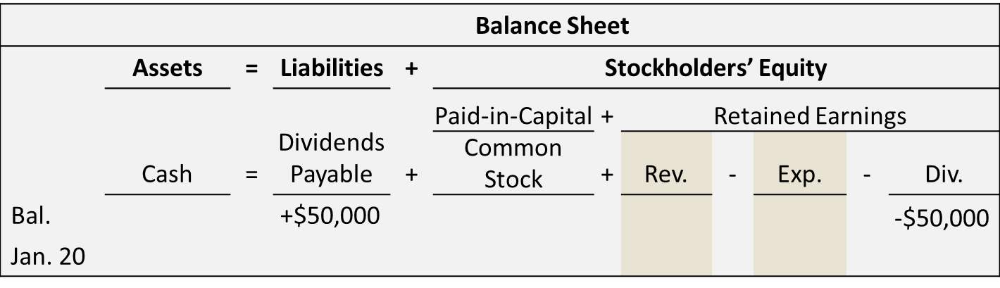 Balance Sheet
Assets = Liabilities + Stockholders’ Equity
Paid-in-Capital + Retained Earnings
Dividends Common
Cash = Payable + Stock + Rev. - Exp. - Div.
Bal. +$50,000 -$50,000
Jan. 20